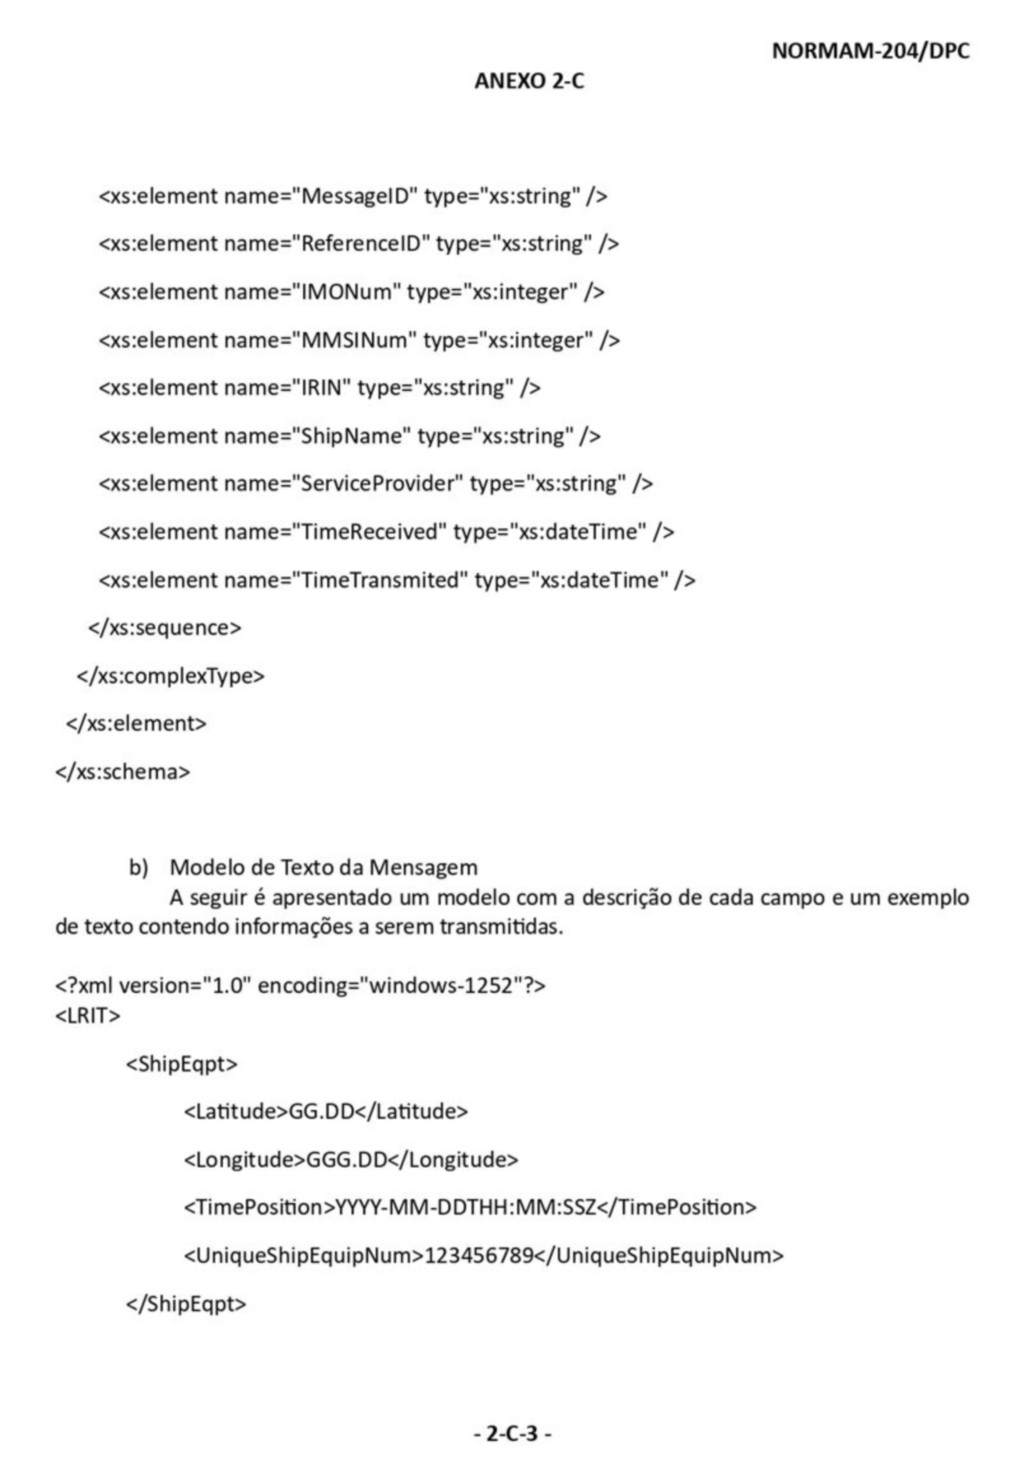 NORMAM-204/DPC
ANEXO 2-C
<xs:element name="MessageID" type="xs:string" />
<xs:element name="ReferenceID" type="xs:string" />
<xs:element name="IMONum" type="xs:integer" />
<xs:element name="MMSINum" type="xs:integer" />
<xs:element name="IRIN" type="xs:string" />
<xs:element name="ShipName" type="xs:string" />
<xs:element name="ServiceProvider" type="xs:string" />
<xs:element name="TimeReceived" type="xs:dateTime" />
<xs:element name="TimeTransmited" type="xs:dateTime" />
</xs:sequence>
</xs:complexType>
</xs:element>
</xs:schema>
b) Modelo de Texto da Mensagem
A seguir é apresentado um modelo com a descrição de cada campo e um exemplo
de texto contendo informações a serem transmitidas.
<?xml version="1.0" encoding="windows-1252"?>
<LRIT>
<ShipEqpt>
<Latitude>GG.DD</Latitude>
<Longitude>GGG.DD</Longitude>
<TimePosition>YYYY-MM-DDTHH:MM:SSZ</TimePosition>
<UniqueShipEquipNum>123456789</UniqueShipEquipNum>
</ShipEqpt>
- 2-C-3 -